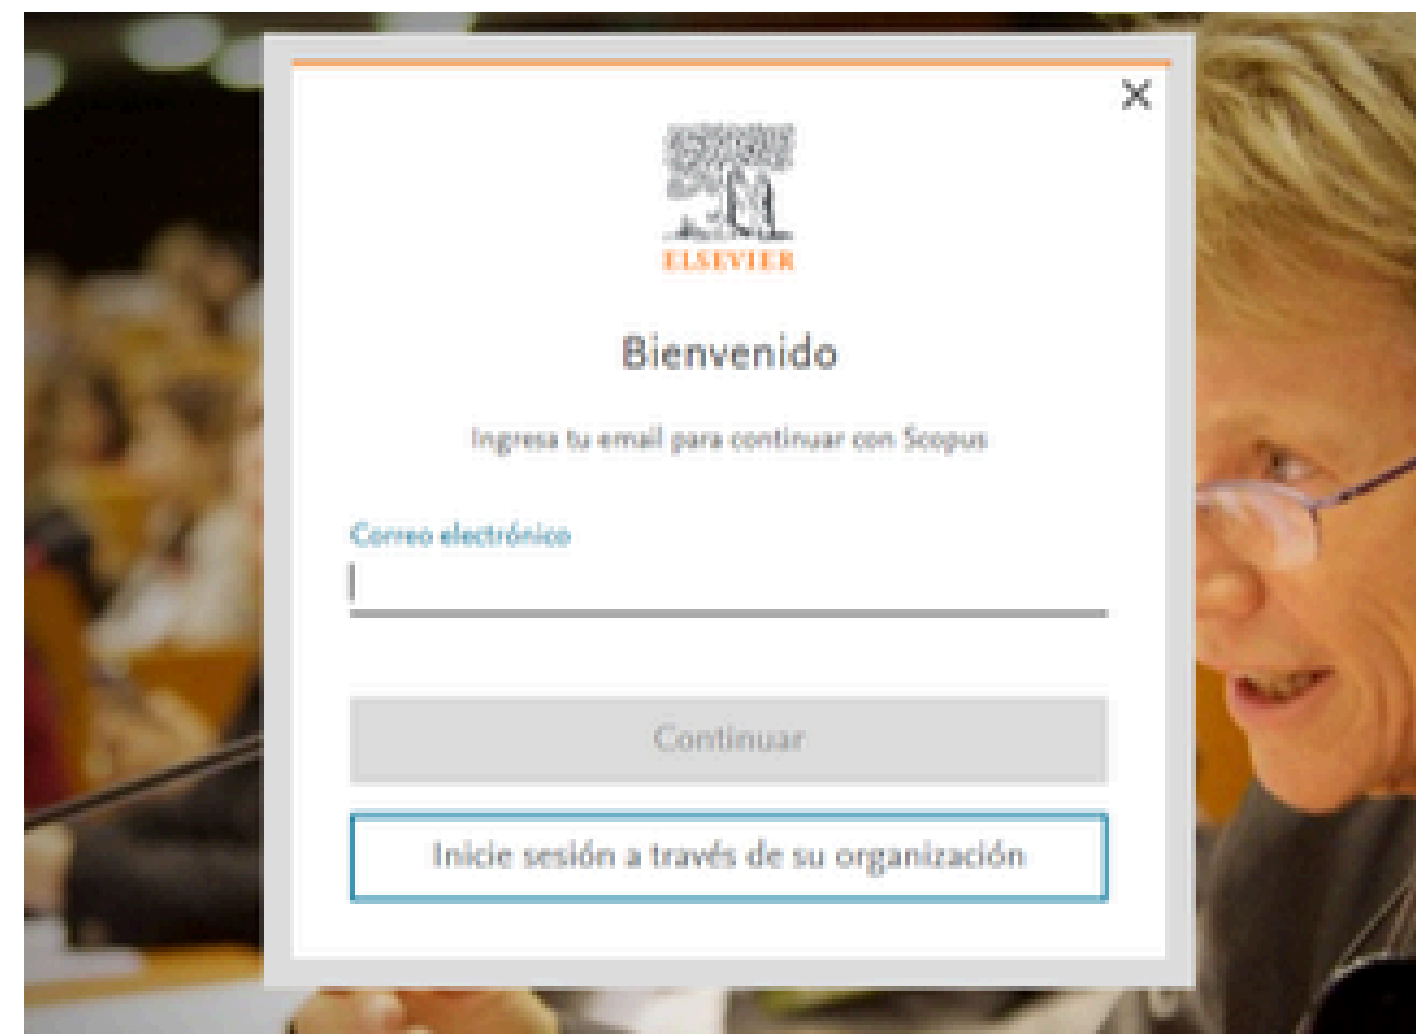 ELSEVIER
Bienvenido
Ingresa tu email para continuar con Scopus
Correo electrónico
Continuar
Inicie sesión a través de su organización